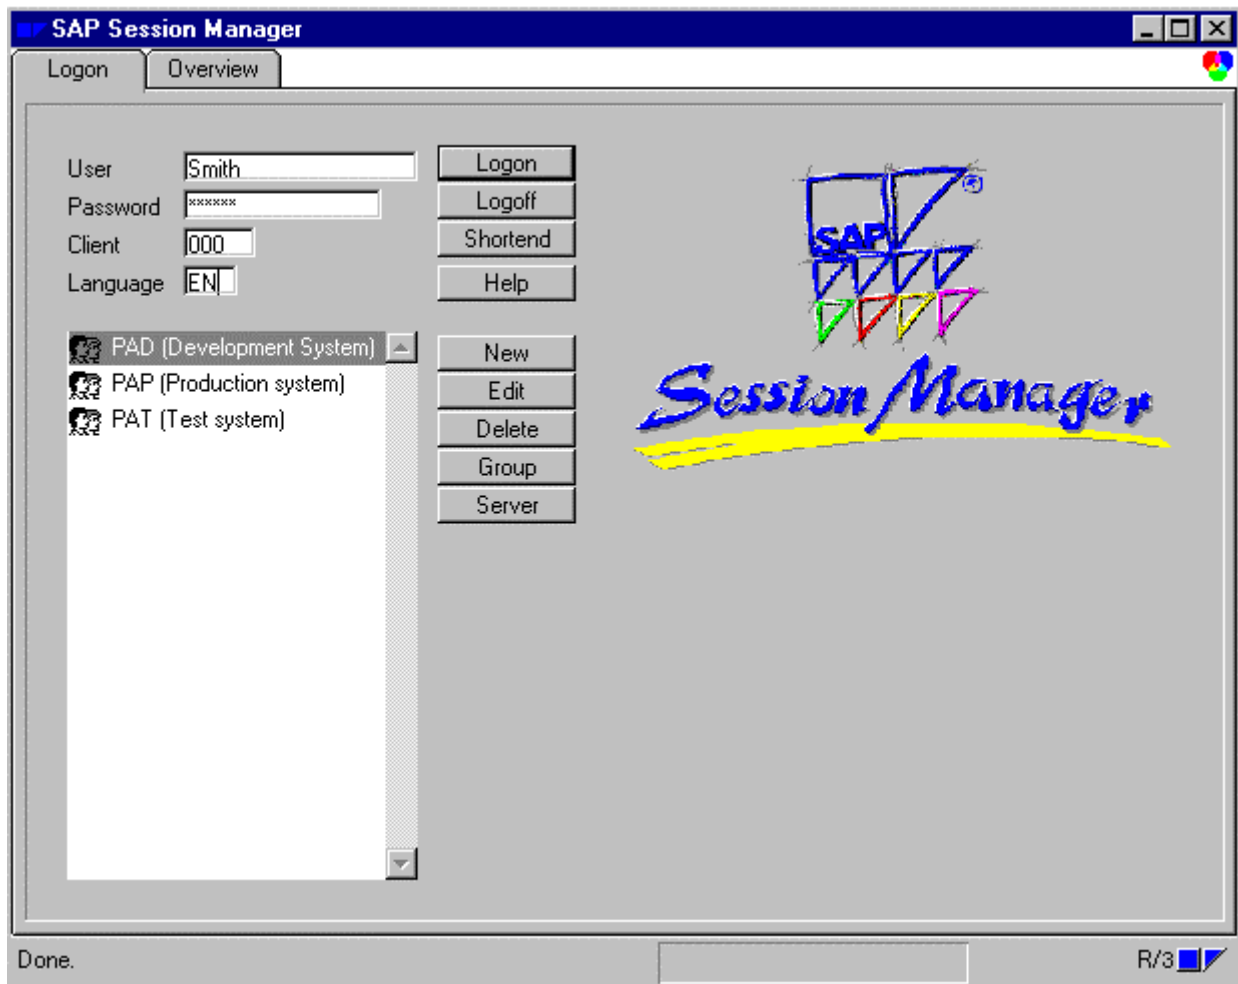 SAP Session Manager
Logon Overview
User Smith
Password ******
Client 000
Language EN
Logon
Logoff
Shortend
Help
PAD (Development System)
PAP (Production system)
PAT (Test system)
New
Edit
Delete
Group
Server
SAP ®
Session Manager
Done.
R/3